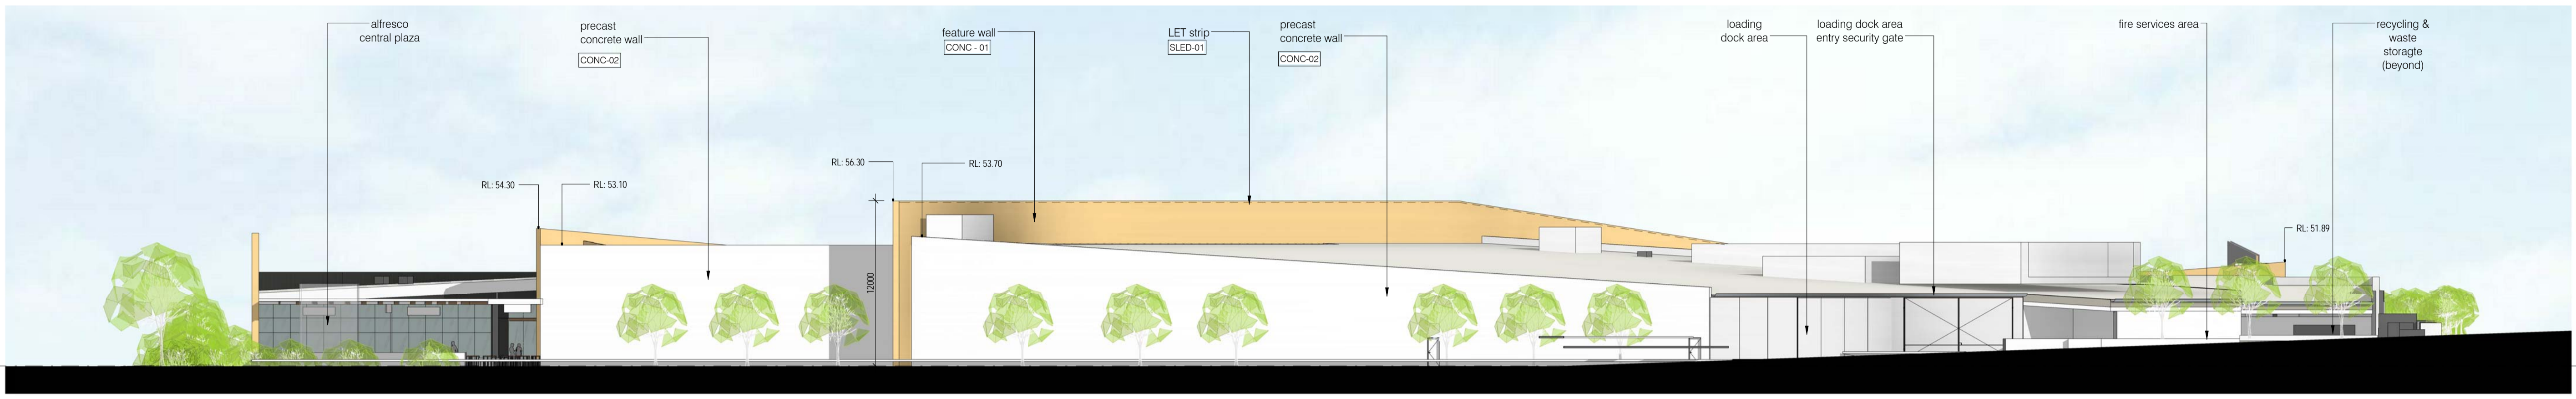 alfresco
central plaza
precast
concrete wall
CONC-02
feature wall
CONC - 01
LET strip
SLED-01
precast
concrete wall
CONC-02
loading
dock area
loading dock area
entry security gate
fire services area
recycling &
waste
storagte
(beyond)
RL: 54.30
RL: 53.10
RL: 56.30
RL: 53.70
RL: 51.89
12000